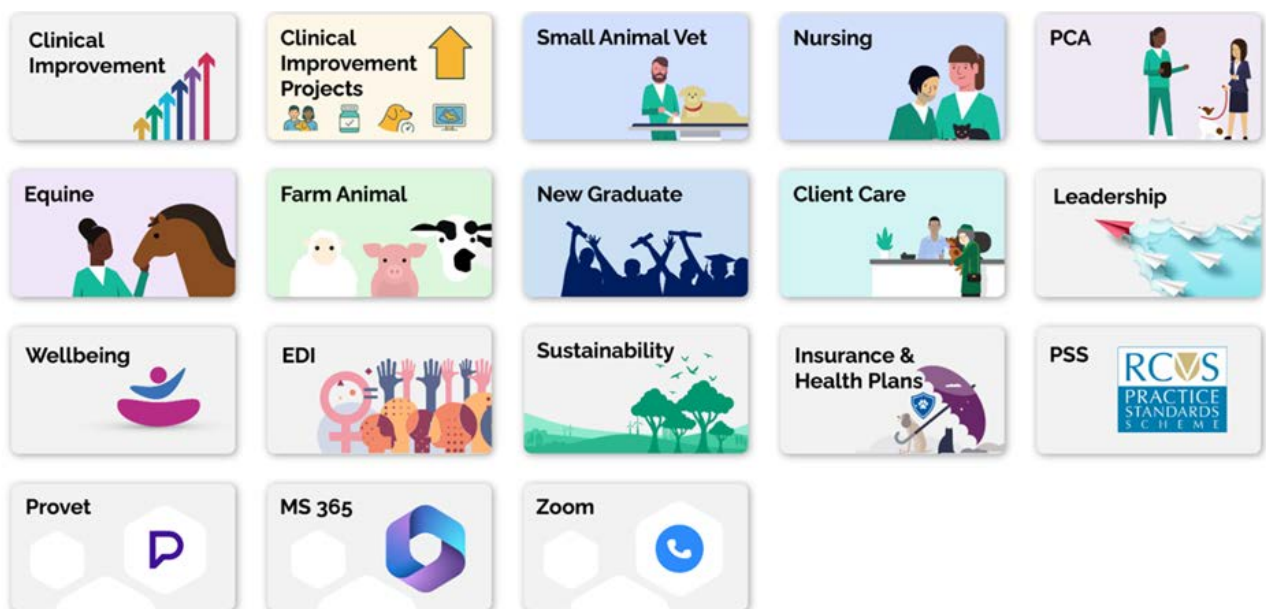 Clinical
Improvement
Clinical
Improvement
Projects
Small Animal Vet
Nursing
PCA
Equine
Farm Animal
New Graduate
Client Care
Leadership
Wellbeing
EDI
Sustainability
Insurance &
Health Plans
PSS
RCVS
PRACTICE
STANDARDS
SCHEME
Provet
MS 365
Zoom